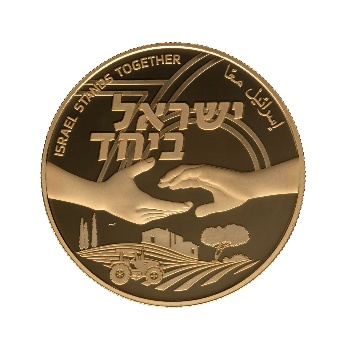 ISRAEL STANDS TOGETHER
إسرائيل معًا
ישראל
ביחד